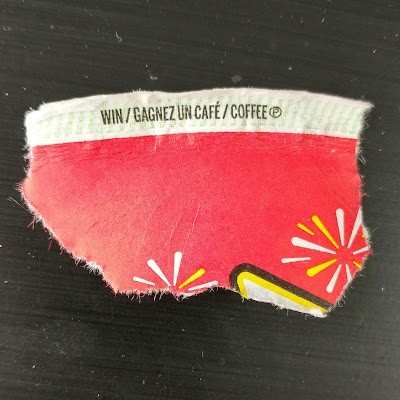 WIN / GAGNEZ UN CAFÉ / COFFEE Ⓟ